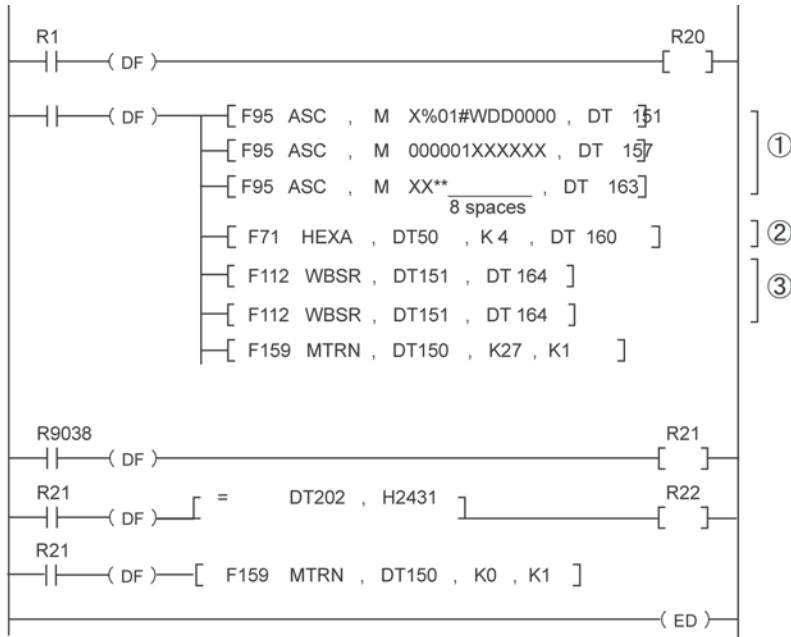 R1 R20
( DF )
( DF ) F95 ASC , M X%01#WDD0000 , DT 151
①
F95 ASC , M 000001XXXXXX , DT 157
F95 ASC , M XX** , DT 163
8 spaces
F71 HEXA , DT50 , K 4 , DT 160
②
F112 WBSR , DT151 , DT 164
③
F112 WBSR , DT151 , DT 164
F159 MTRN , DT150 , K27 , K1
R9038 R21
( DF )
R21 = DT202 , H2431 R22
( DF )
R21
( DF ) F159 MTRN , DT150 , K0 , K1
( ED )